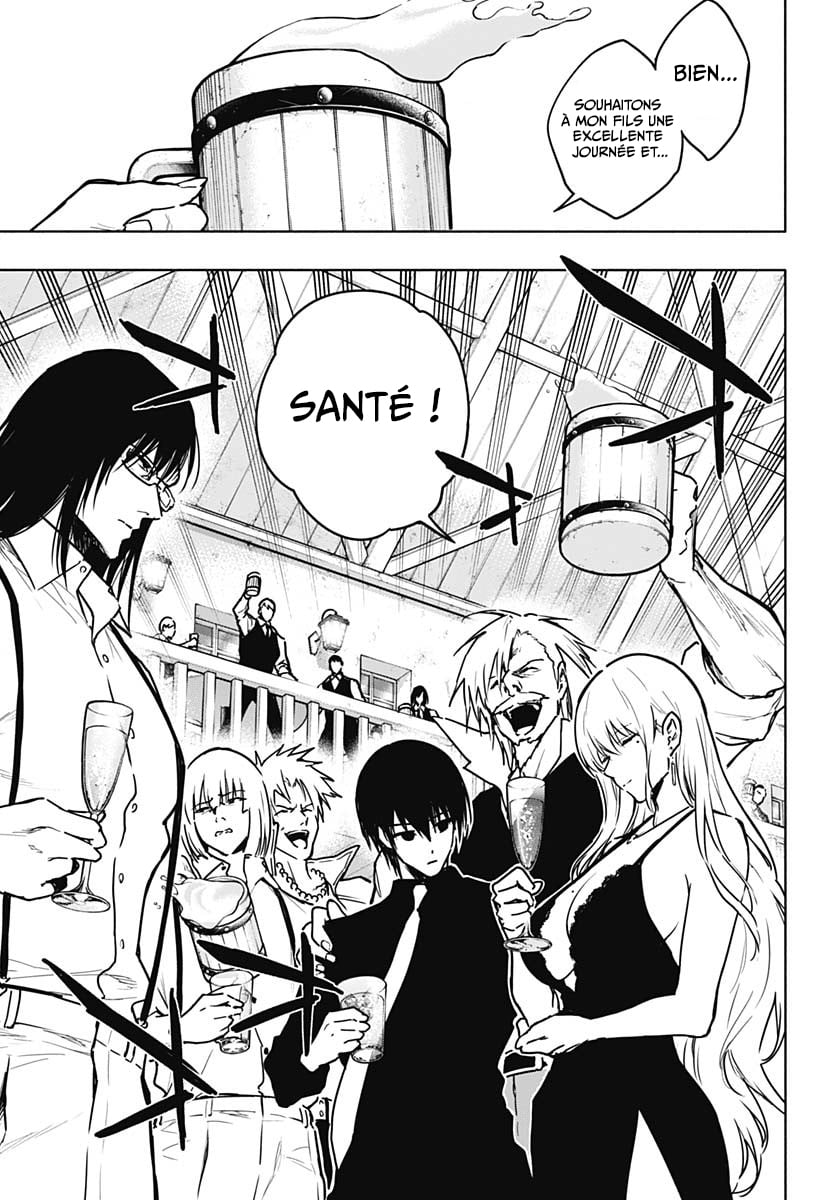 BIEN...
SOUHAITONS
À MON FILS UNE
EXCELLENTE
JOURNÉE ET...
SANTÉ !